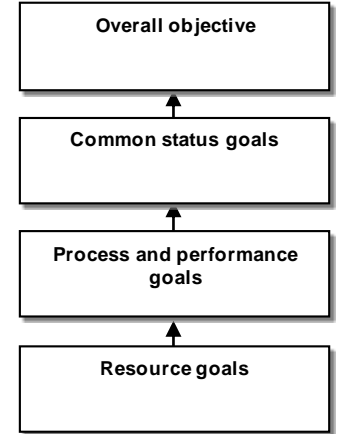 Overall objective
Common status goals
Process and performance
goals
Resource goals